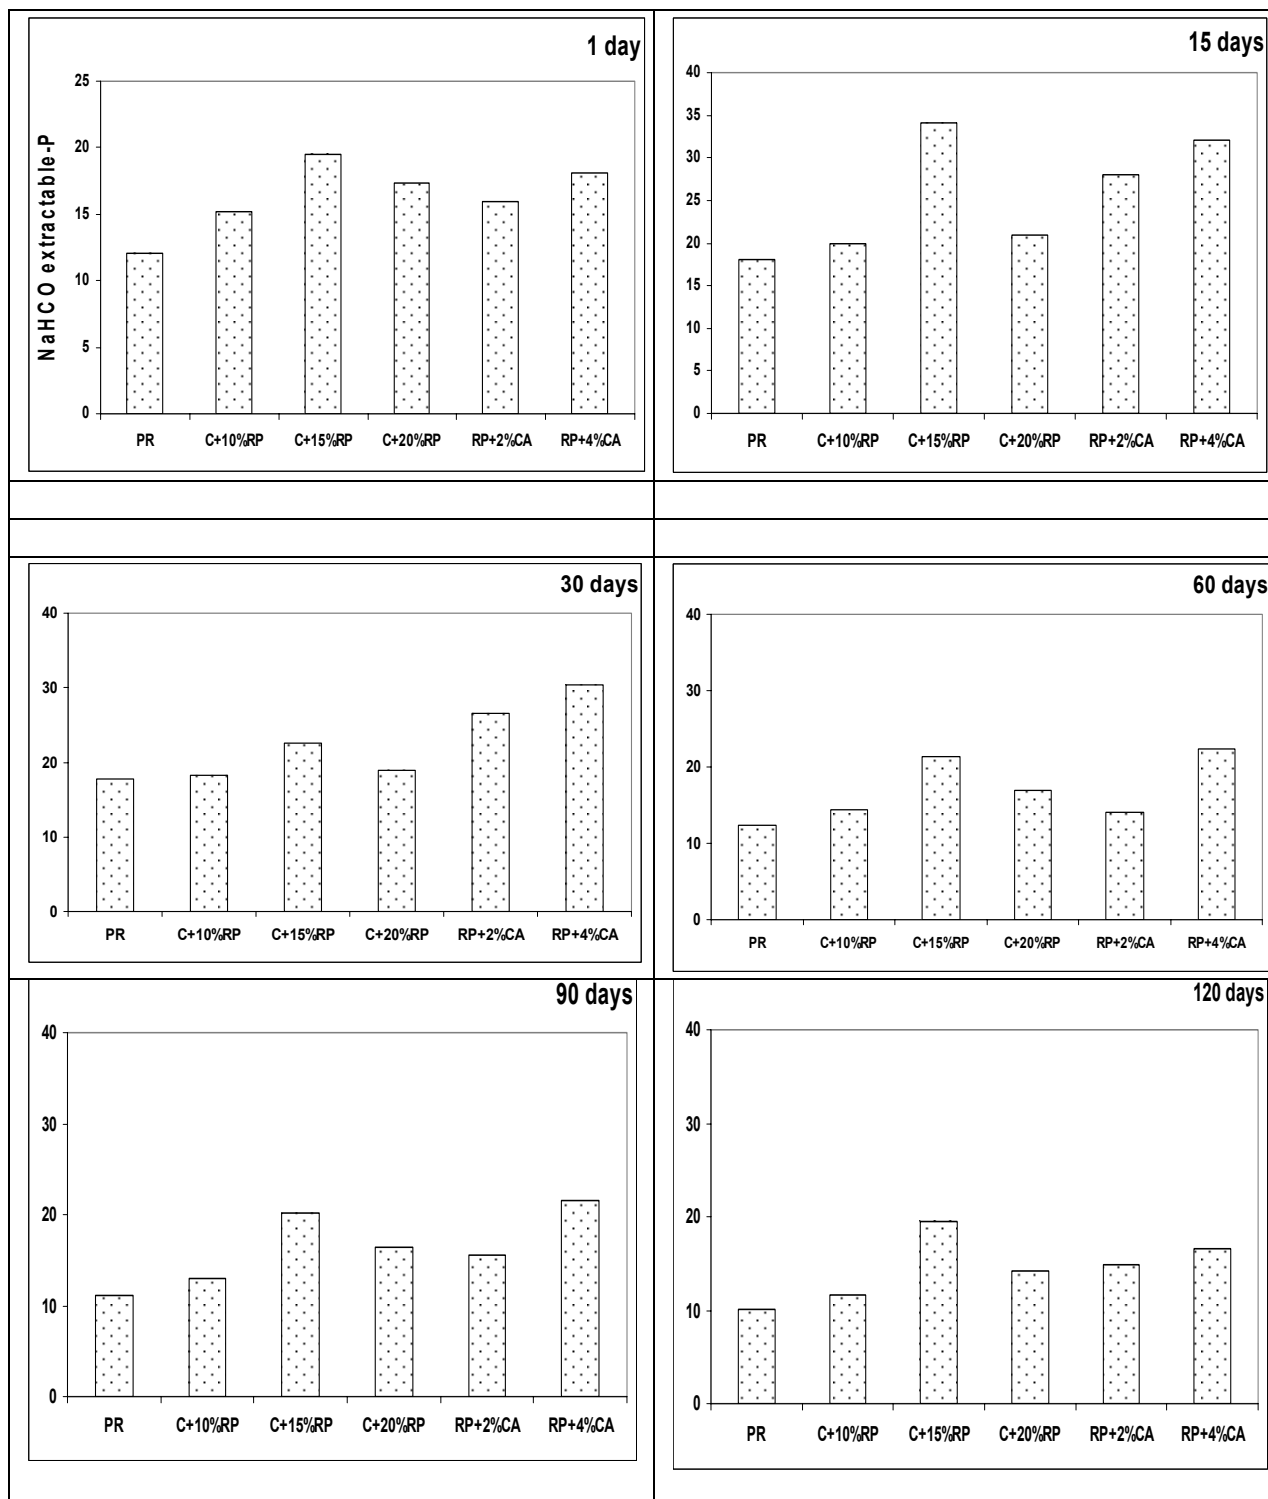 1 day
NaHCO extractable-P
25
20
15
10
5
0
PR C+10%RP C+15%RP C+20%RP RP+2%CA RP+4%CA
15 days
40
35
30
25
20
15
10
5
0
PR C+10%RP C+15%RP C+20%RP RP+2%CA RP+4%CA
30 days
40
30
20
10
0
PR C+10%RP C+15%RP C+20%RP RP+2%CA RP+4%CA
60 days
40
30
20
10
0
PR C+10%RP C+15%RP C+20%RP RP+2%CA RP+4%CA
90 days
40
30
20
10
0
PR C+10%RP C+15%RP C+20%RP RP+2%CA RP+4%CA
120 days
40
30
20
10
0
PR C+10%RP C+15%RP C+20%RP RP+2%CA RP+4%CA